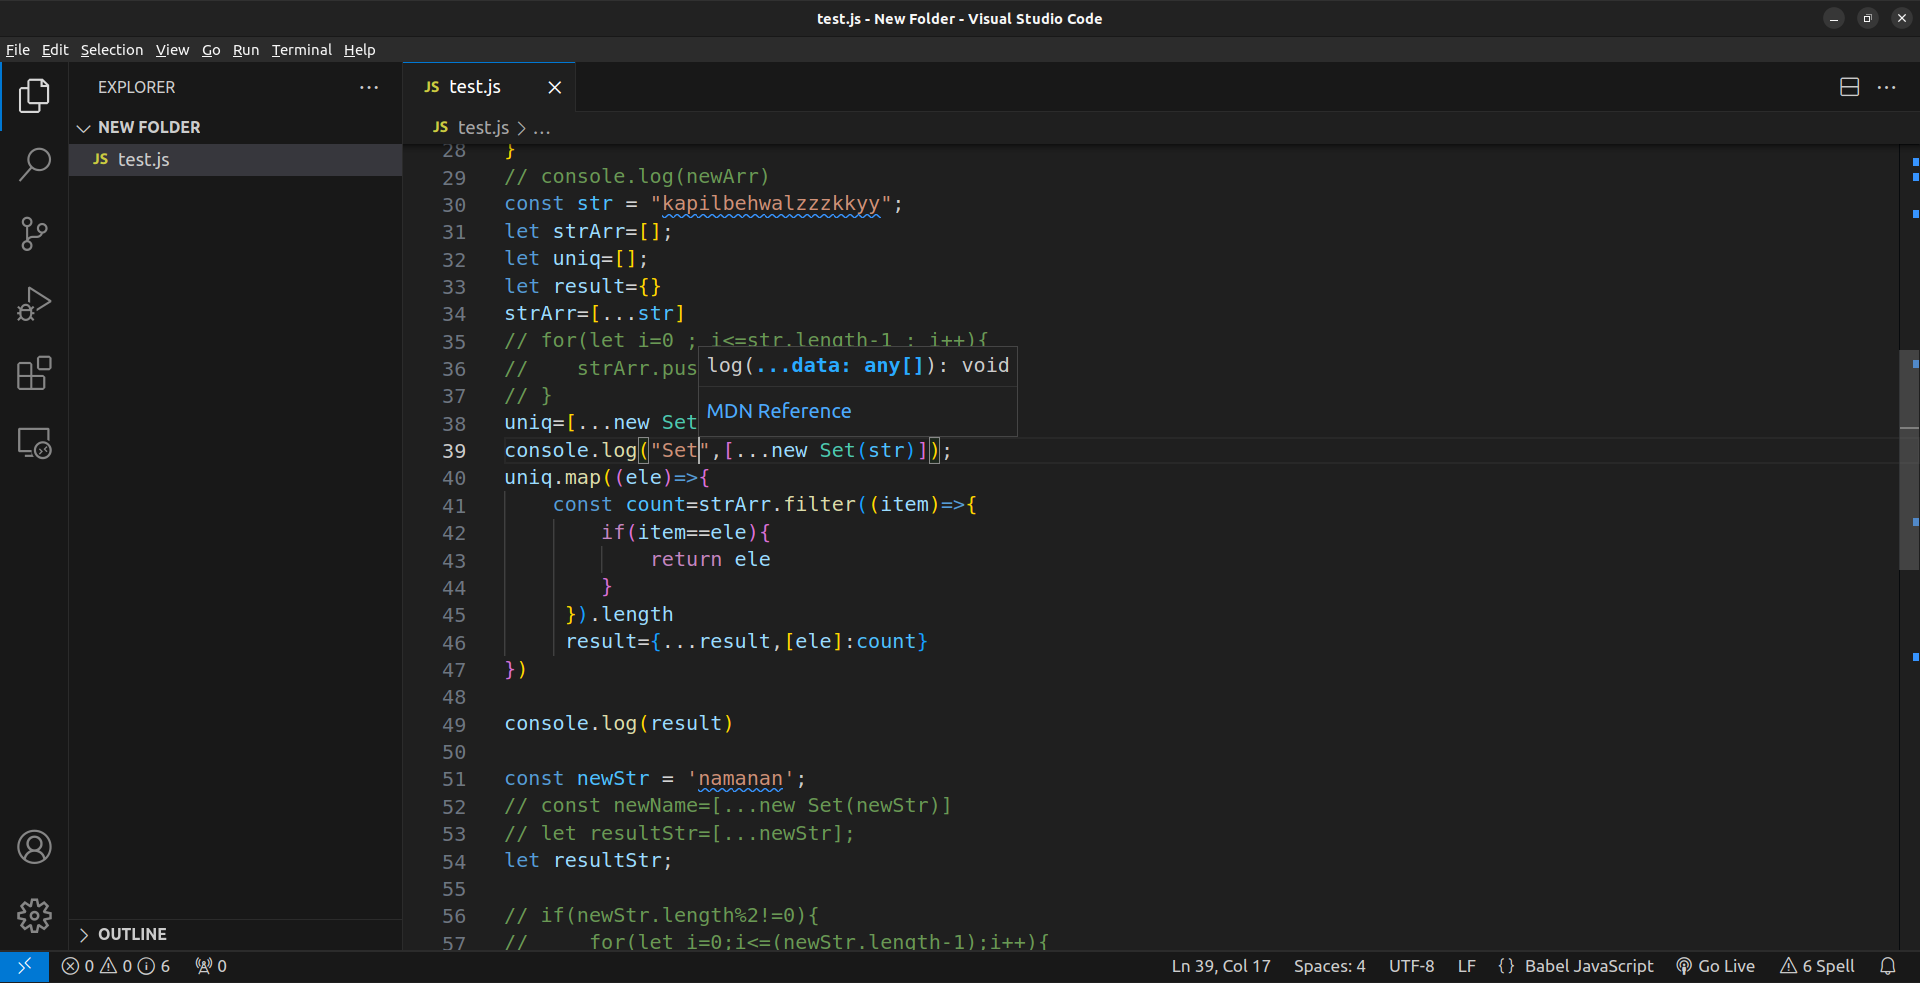 test.js - New Folder - Visual Studio Code
File Edit Selection View Go Run Terminal Help
EXPLORER
NEW FOLDER
JS test.js
OUTLINE
JS test.js
JS test.js > ...
28 }
29 // console.log(newArr)
30 const str = "kapilbehwalzzzkkyy";
31 let strArr=[];
32 let uniq=[];
33 let result={}
34 strArr=[...str]
35 // for(let i=0 ; i<=str.length-1 ; i++){
36 //    strArr.pus
37 // }
38 uniq=[...new Set
log(...data: any[]): void
MDN Reference
39 console.log("Set",[...new Set(str)]);
40 uniq.map((ele)=>{
41     const count=strArr.filter((item)=>{
42         if(item==ele){
43             return ele
44         }
45      }).length
46      result={...result,[ele]:count}
47 })
48
49 console.log(result)
50
51 const newStr = 'namanan';
52 // const newName=[...new Set(newStr)]
53 // let resultStr=[...newStr];
54 let resultStr;
55
56 // if(newStr.length%2!=0){
57 //     for(let i=0;i<=(newStr.length-1);i++){
0 0 6 0 Ln 39, Col 17 Spaces: 4 UTF-8 LF {} Babel JavaScript Go Live 6 Spell